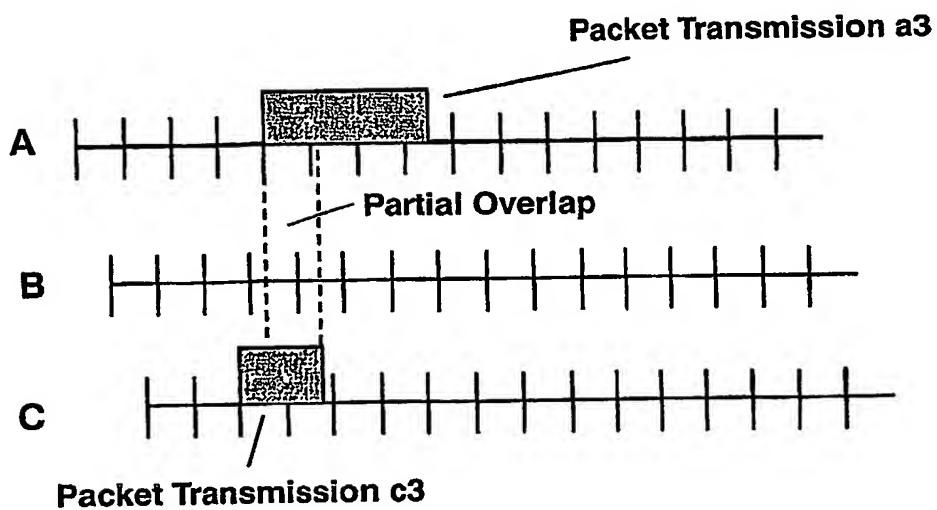 Packet Transmission a3
A
Partial Overlap
B
C
Packet Transmission c3